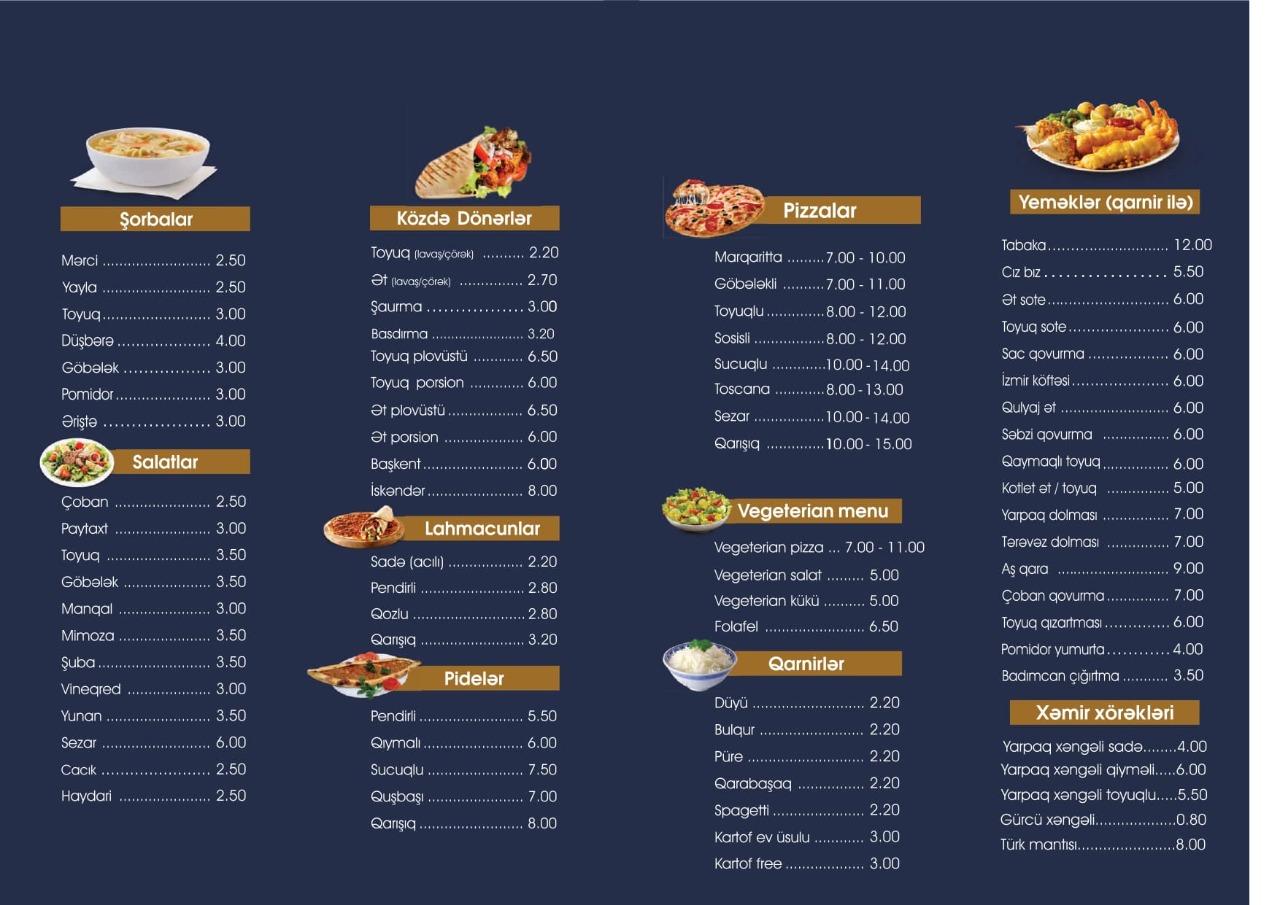 Şorbalar
Mərci ........................... 2.50
Yayla ........................... 2.50
Toyuq........................... 3.00
Düşbərə.................... 4.00
Göbələk ................. 3.00
Pomidor....................... 3.00
Əriştə .................. 3.00
Salatlar
Çoban ........................ 2.50
Paytaxt ........................ 3.00
Toyuq .......................... 3.50
Göbələk ...................... 3.50
Manqal ....................... 3.00
Mimoza ....................... 3.50
Şuba............................ 3.50
Vineqred ..................... 3.00
Yunan .......................... 3.50
Sezar ........................... 6.00
Cacık ...................... 2.50
Haydari ....................... 2.50
Közdə Dönərlər
Toyuq (lavaş/çörək) .......... 2.20
Ət (lavaş/çörək) ............... 2.70
Şaurma ................ 3.00
Basdırma ........................ 3.20
Toyuq plovüstü ............ 6.50
Toyuq porsion ............. 6.00
Ət plovüstü.................. 6.50
Ət porsion ................... 6.00
Başkent........................ 6.00
İskəndər....................... 8.00
Lahmacunlar
Sadə (acılı) .................. 2.20
Pendirli ......................... 2.80
Qozlu ........................... 2.80
Qarışıq ......................... 3.20
Pidelər
Pendirli ......................... 5.50
Qıymalı........................ 6.00
Sucuqlu ....................... 7.50
Quşbaşı ....................... 7.00
Qarışıq ......................... 8.00
Pizzalar
Marqaritta .........7.00 - 10.00
Göbələkli ..........7.00 - 11.00
Toyuqlu..............8.00 - 12.00
Sosisli .................8.00 - 12.00
Sucuqlu .............10.00 - 14.00
Toscana .............8.00 - 13.00
Sezar .................10.00 - 14.00
Qarışıq ..............10.00 - 15.00
Vegeterian menu
Vegeterian pizza ... 7.00 - 11.00
Vegeterian salat ......... 5.00
Vegeterian kükü .......... 5.00
Folafel ........................ 6.50
Qarnirlər
Düyü ........................... 2.20
Bulqur ......................... 2.20
Püre ............................ 2.20
Qarabaşaq ................ 2.20
Spagetti ...................... 2.20
Kartof ev üsulu ............ 3.00
Kartof free ................... 3.00
Yeməklər (qarnir ilə)
Tabaka............................ 12.00
Cız bız ................. 5.50
Ət sote............................ 6.00
Toyuq sote....................... 6.00
Sac qovurma ................... 6.00
İzmir köftəsi....................... 6.00
Qulyaj ət .......................... 6.00
Səbzi qovurma ................ 6.00
Qaymaqlı toyuq................ 6.00
Kotlet ət / toyuq ............... 5.00
Yarpaq dolması ................ 7.00
Tərəvəz dolması ............... 7.00
Aş qara ........................... 9.00
Çoban qovurma............... 7.00
Toyuq qızartması............... 6.00
Pomidor yumurta........... 4.00
Badımcan çığırtma ........... 3.50
Xəmir xörəkləri
Yarpaq xəngəli sadə........4.00
Yarpaq xəngəli qiyməli.....6.00
Yarpaq xəngəli toyuqlu.....5.50
Gürcü xəngəli...................0.80
Türk mantısı.......................8.00